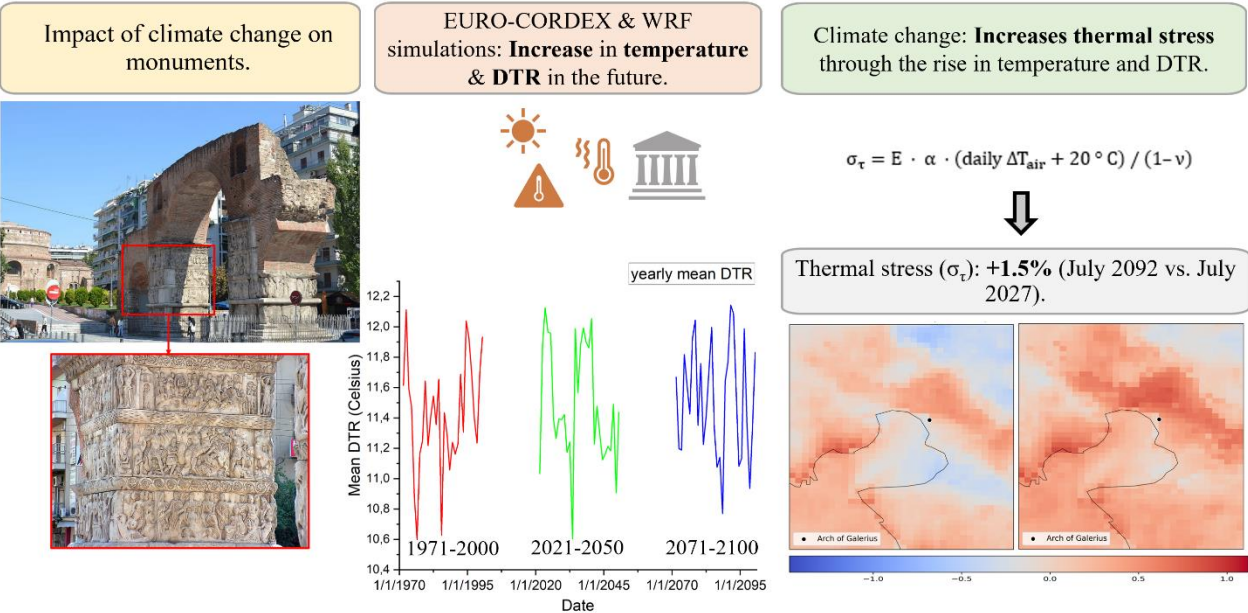 Impact of climate change on
monuments.
EURO-CORDEX & WRF
simulations: Increase in temperature
& DTR in the future.
Climate change: Increases thermal stress
through the rise in temperature and DTR.
σ_τ = E · α · (daily ΔT_air + 20 ° C) / (1– ν)
Thermal stress (σ_τ): +1.5% (July 2092 vs. July
2027).
yearly mean DTR
Mean DTR (Celsius)
12,2
12,0
11,8
11,6
11,4
11,2
11,0
10,8
10,6
10,4
1971-2000
2021-2050
2071-2100
1/1/1970
1/1/1995
1/1/2020
1/1/2045
1/1/2070
1/1/2095
Date
Arch of Galerius
Arch of Galerius
−1.0
−0.5
0.0
0.5
1.0